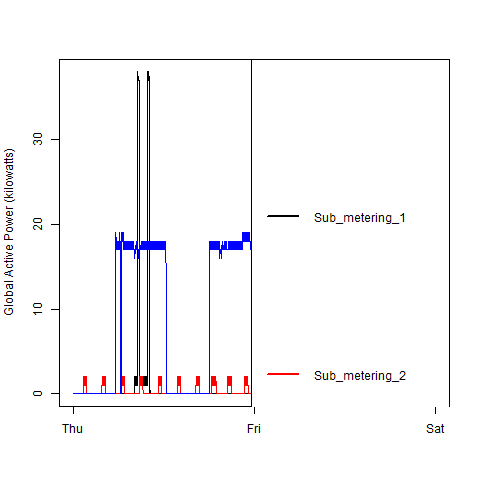 Global Active Power (kilowatts)
30
20
10
0
Sub_metering_1
Sub_metering_2
Thu
Fri
Sat